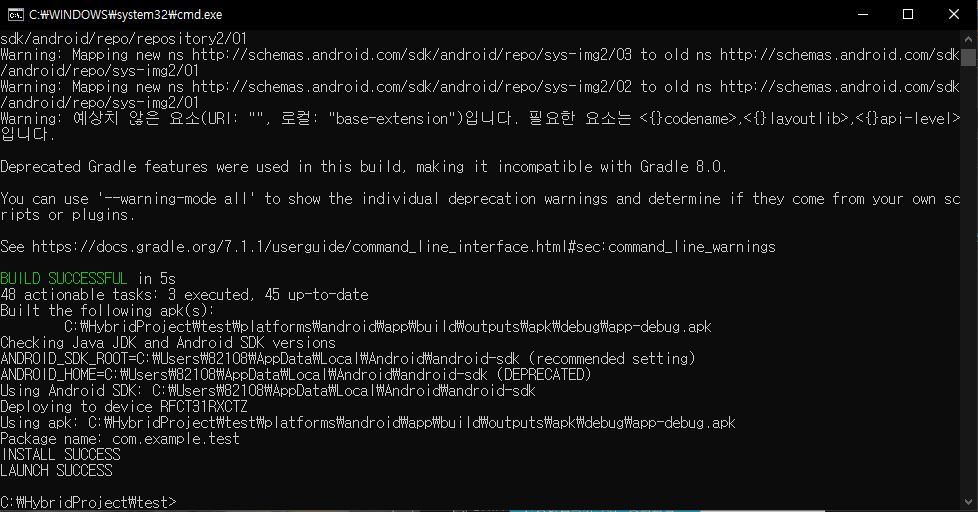 C:₩WINDOWS₩system32₩cmd.exe
sdk/android/repo/repository2/01
Warning: Mapping new ns http://schemas.android.com/sdk/android/repo/sys-img2/03 to old ns http://schemas.android.com/sdk
/android/repo/sys-img2/01
Warning: Mapping new ns http://schemas.android.com/sdk/android/repo/sys-img2/02 to old ns http://schemas.android.com/sdk
/android/repo/sys-img2/01
Warning: 예상치 않은 요소(URI: "", 로컬: "base-extension")입니다. 필요한 요소는 <{}codename>,<{}layoutlib>,<{}api-level>
입니다.
Deprecated Gradle features were used in this build, making it incompatible with Gradle 8.0.
You can use '--warning-mode all' to show the individual deprecation warnings and determine if they come from your own sc
ripts or plugins.
See https://docs.gradle.org/7.1.1/userguide/command_line_interface.html#sec:command_line_warnings
BUILD SUCCESSFUL in 5s
48 actionable tasks: 3 executed, 45 up-to-date
Built the following apk(s):
C:₩HybridProject₩test₩platforms₩android₩app₩build₩outputs₩apk₩debug₩app-debug.apk
Checking Java JDK and Android SDK versions
ANDROID_SDK_ROOT=C:₩Users₩82108₩AppData₩Local₩Android₩android-sdk (recommended setting)
ANDROID_HOME=C:₩Users₩82108₩AppData₩Local₩Android₩android-sdk (DEPRECATED)
Using Android SDK: C:₩Users₩82108₩AppData₩Local₩Android₩android-sdk
Deploying to device RFCT31RXCTZ
Using apk: C:₩HybridProject₩test₩platforms₩android₩app₩build₩outputs₩apk₩debug₩app-debug.apk
Package name: com.example.test
INSTALL SUCCESS
LAUNCH SUCCESS
C:₩HybridProject₩test>